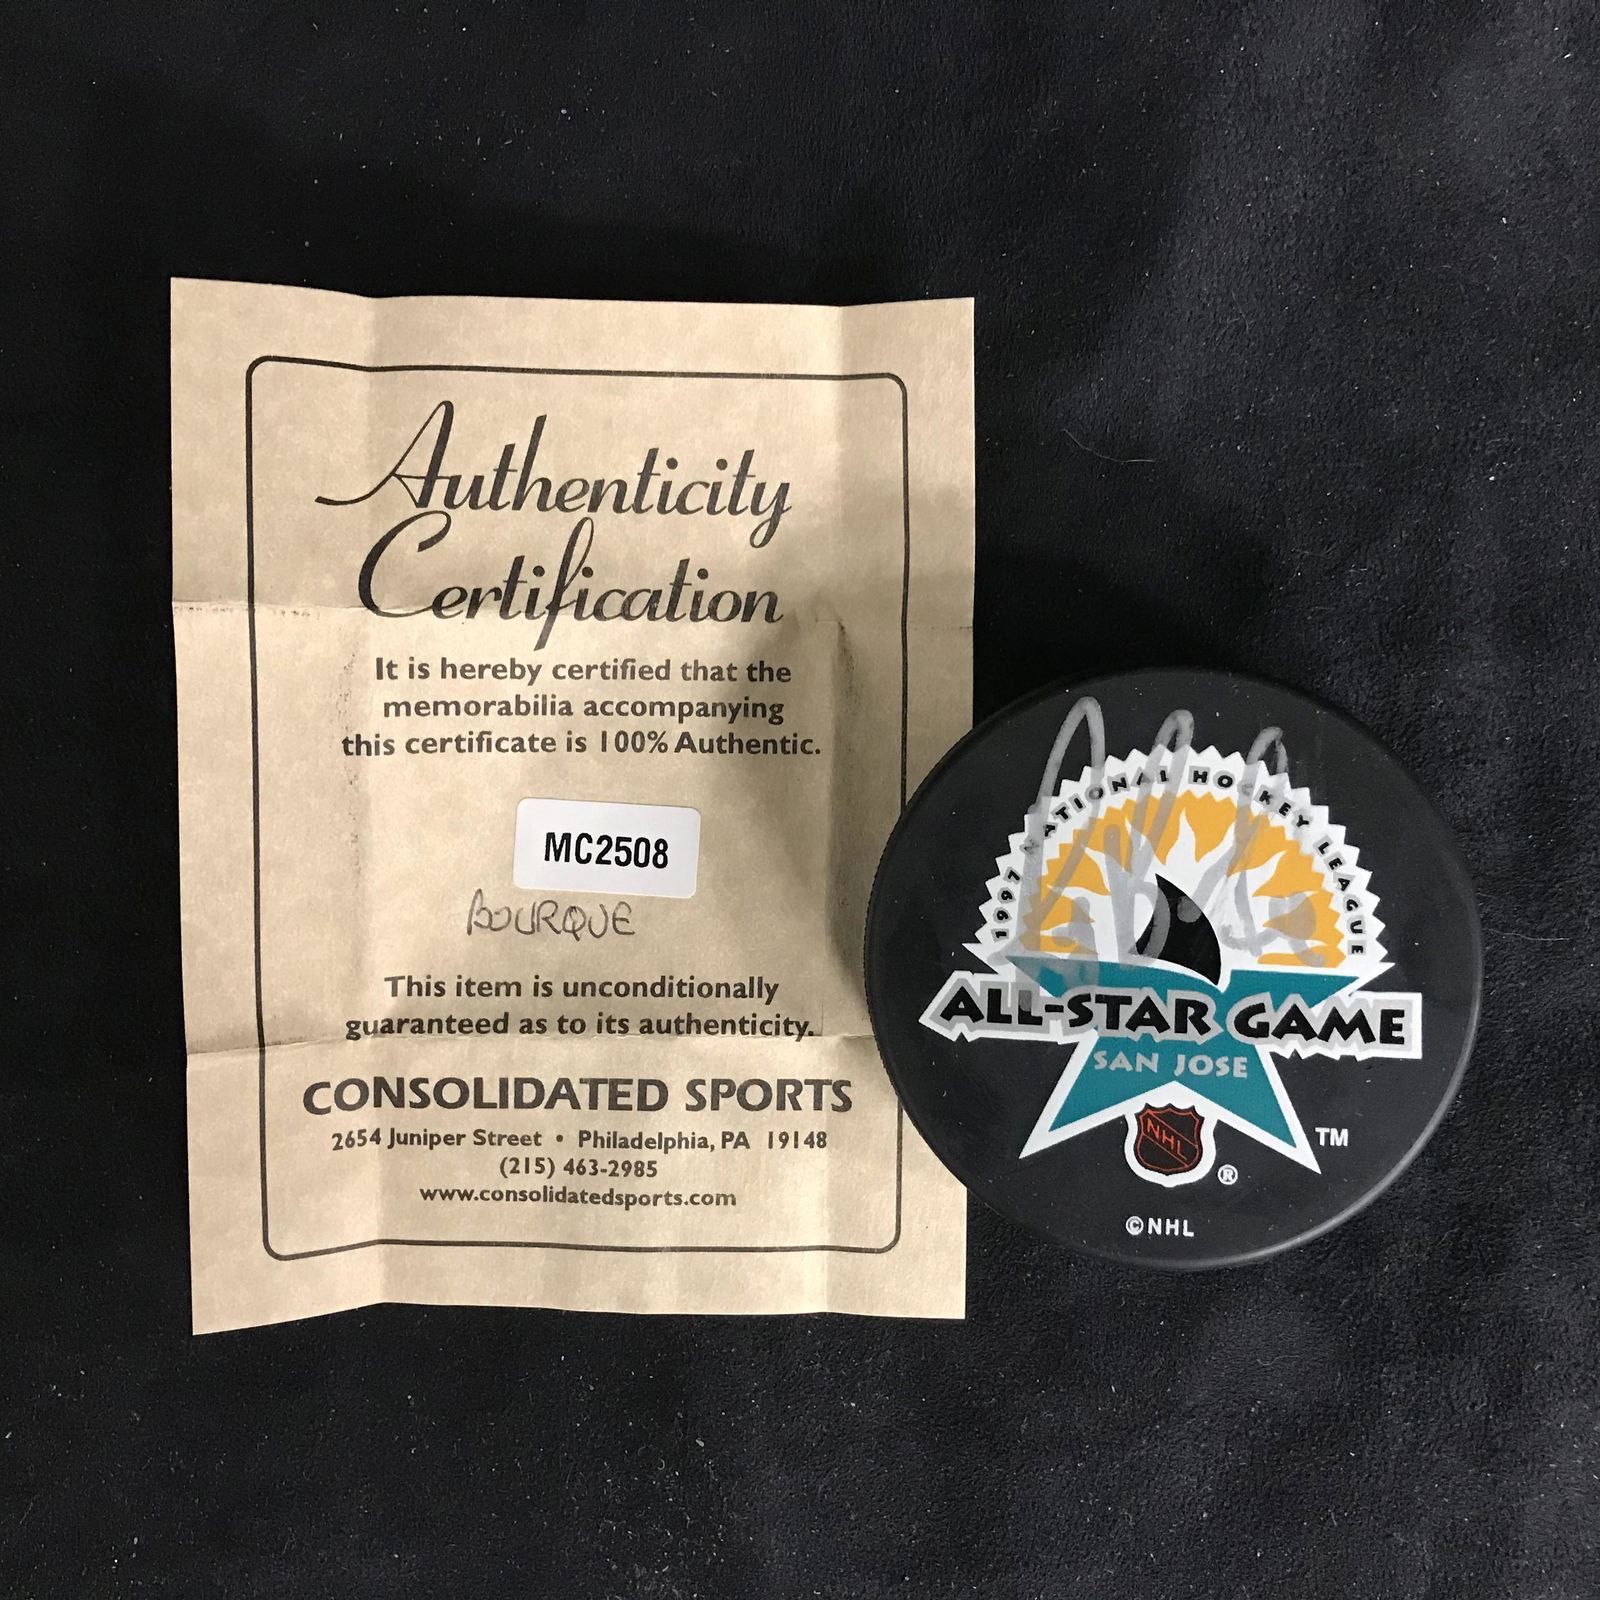 Authenticity
Certification
It is hereby certified that the
memorabilia accompanying
this certificate is 100% Authentic.
MC2508
BOURQUE
This item is unconditionally
guaranteed as to its authenticity.
CONSOLIDATED SPORTS
2654 Juniper Street • Philadelphia, PA 19148
(215) 463-2985
www.consolidatedsports.com
1997 NATIONAL HOCKEY LEAGUE
ALL-STAR GAME
SAN JOSE
TM
NHL
®
©NHL